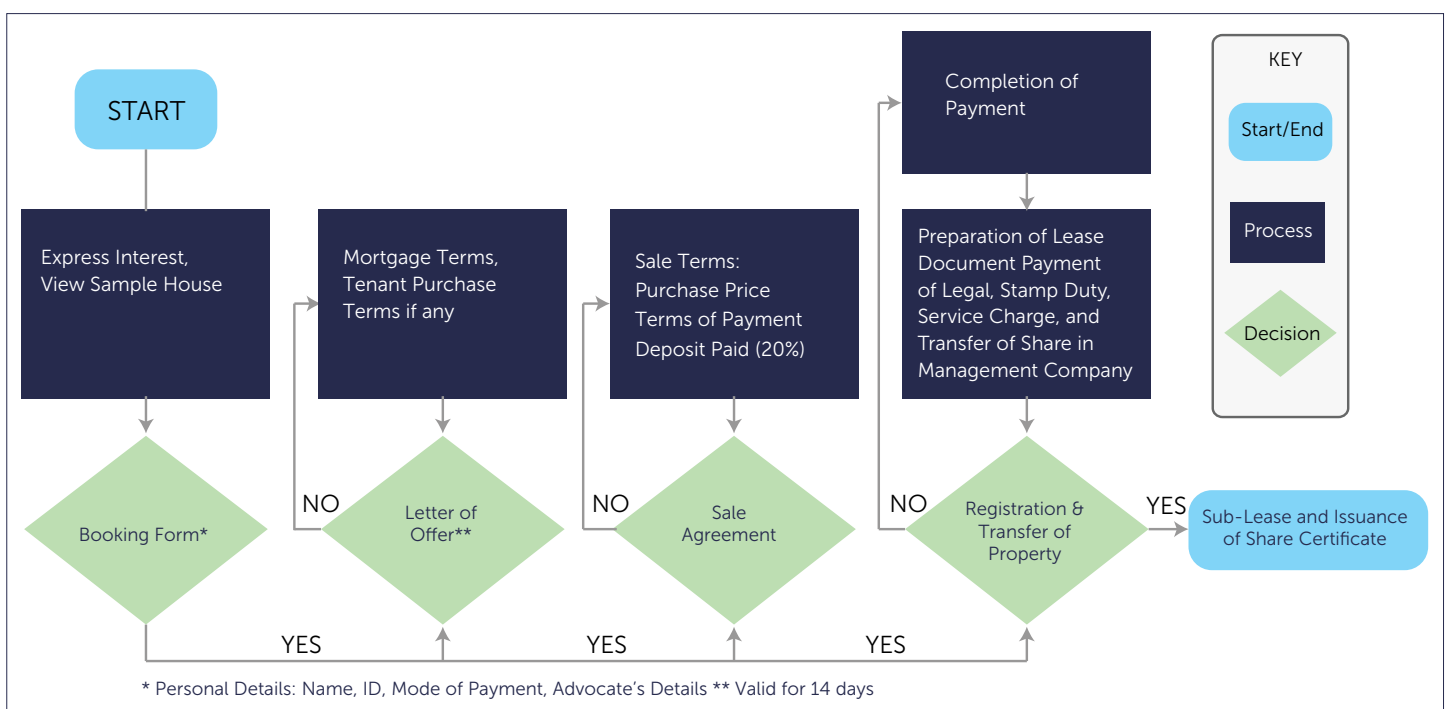 START
Express Interest,
View Sample House
Booking Form*
Mortgage Terms,
Tenant Purchase
Terms if any
NO
Letter of
Offer**
Sale Terms:
Purchase Price
Terms of Payment
Deposit Paid (20%)
NO
Sale
Agreement
Completion of
Payment
Preparation of Lease
Document Payment
of Legal, Stamp Duty,
Service Charge, and
Transfer of Share in
Management Company
NO
Registration &
Transfer of
Property
YES
Sub-Lease and Issuance
of Share Certificate
YES
YES
YES
KEY
Start/End
Process
Decision
* Personal Details: Name, ID, Mode of Payment, Advocate's Details ** Valid for 14 days